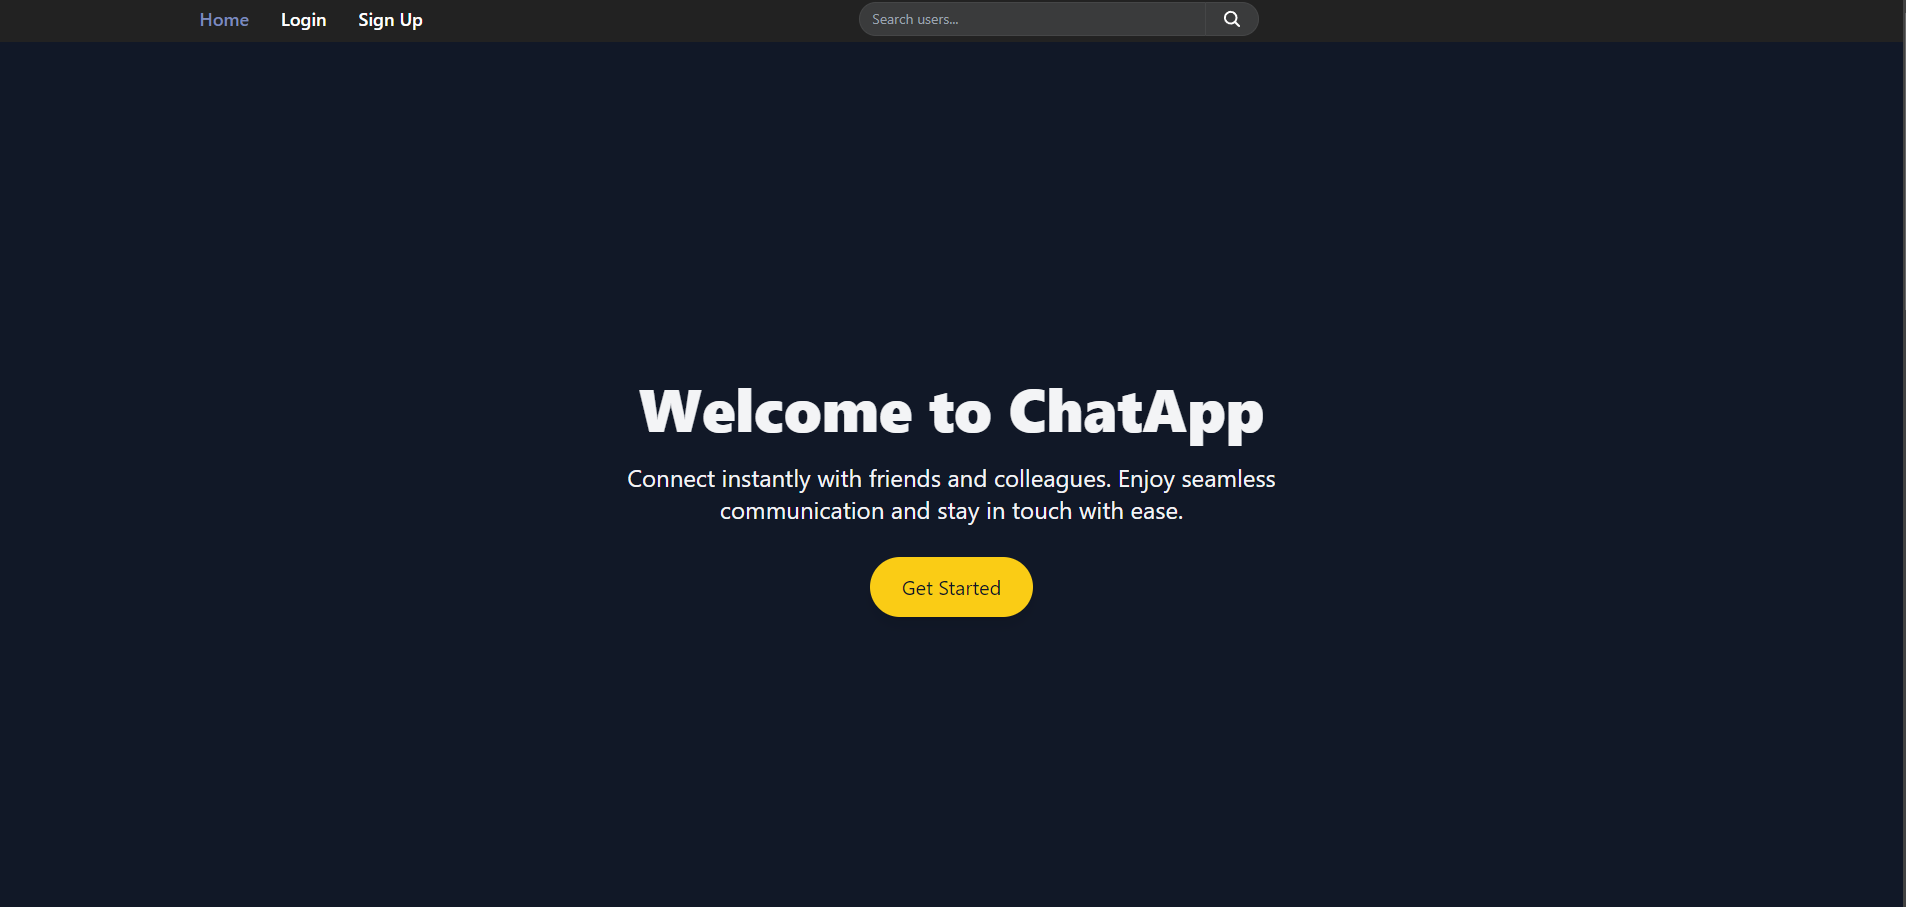 Home Login Sign Up Search users...
Welcome to ChatApp
Connect instantly with friends and colleagues. Enjoy seamless
communication and stay in touch with ease.
Get Started